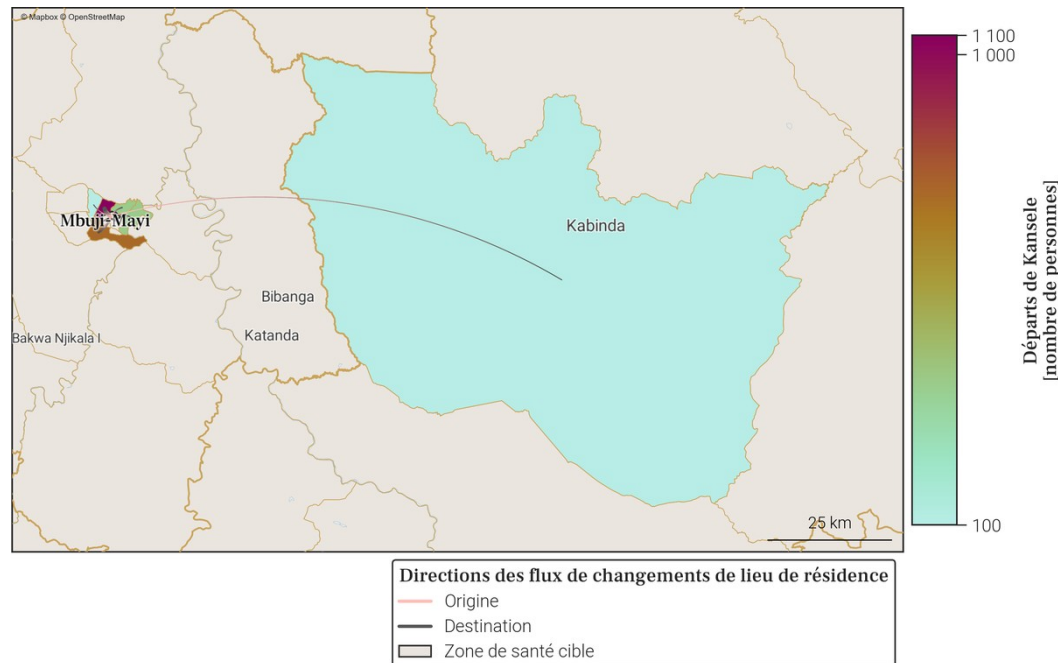 © Mapbox © OpenStreetMap
Mbuji-Mayi
Kabinda
Bibanga
Katanda
Bakwa Njikala I
25 km
1 100
1 000
100
Départs de Kansele
[nombre de personnes]
Directions des flux de changements de lieu de résidence
Origine
Destination
Zone de santé cible